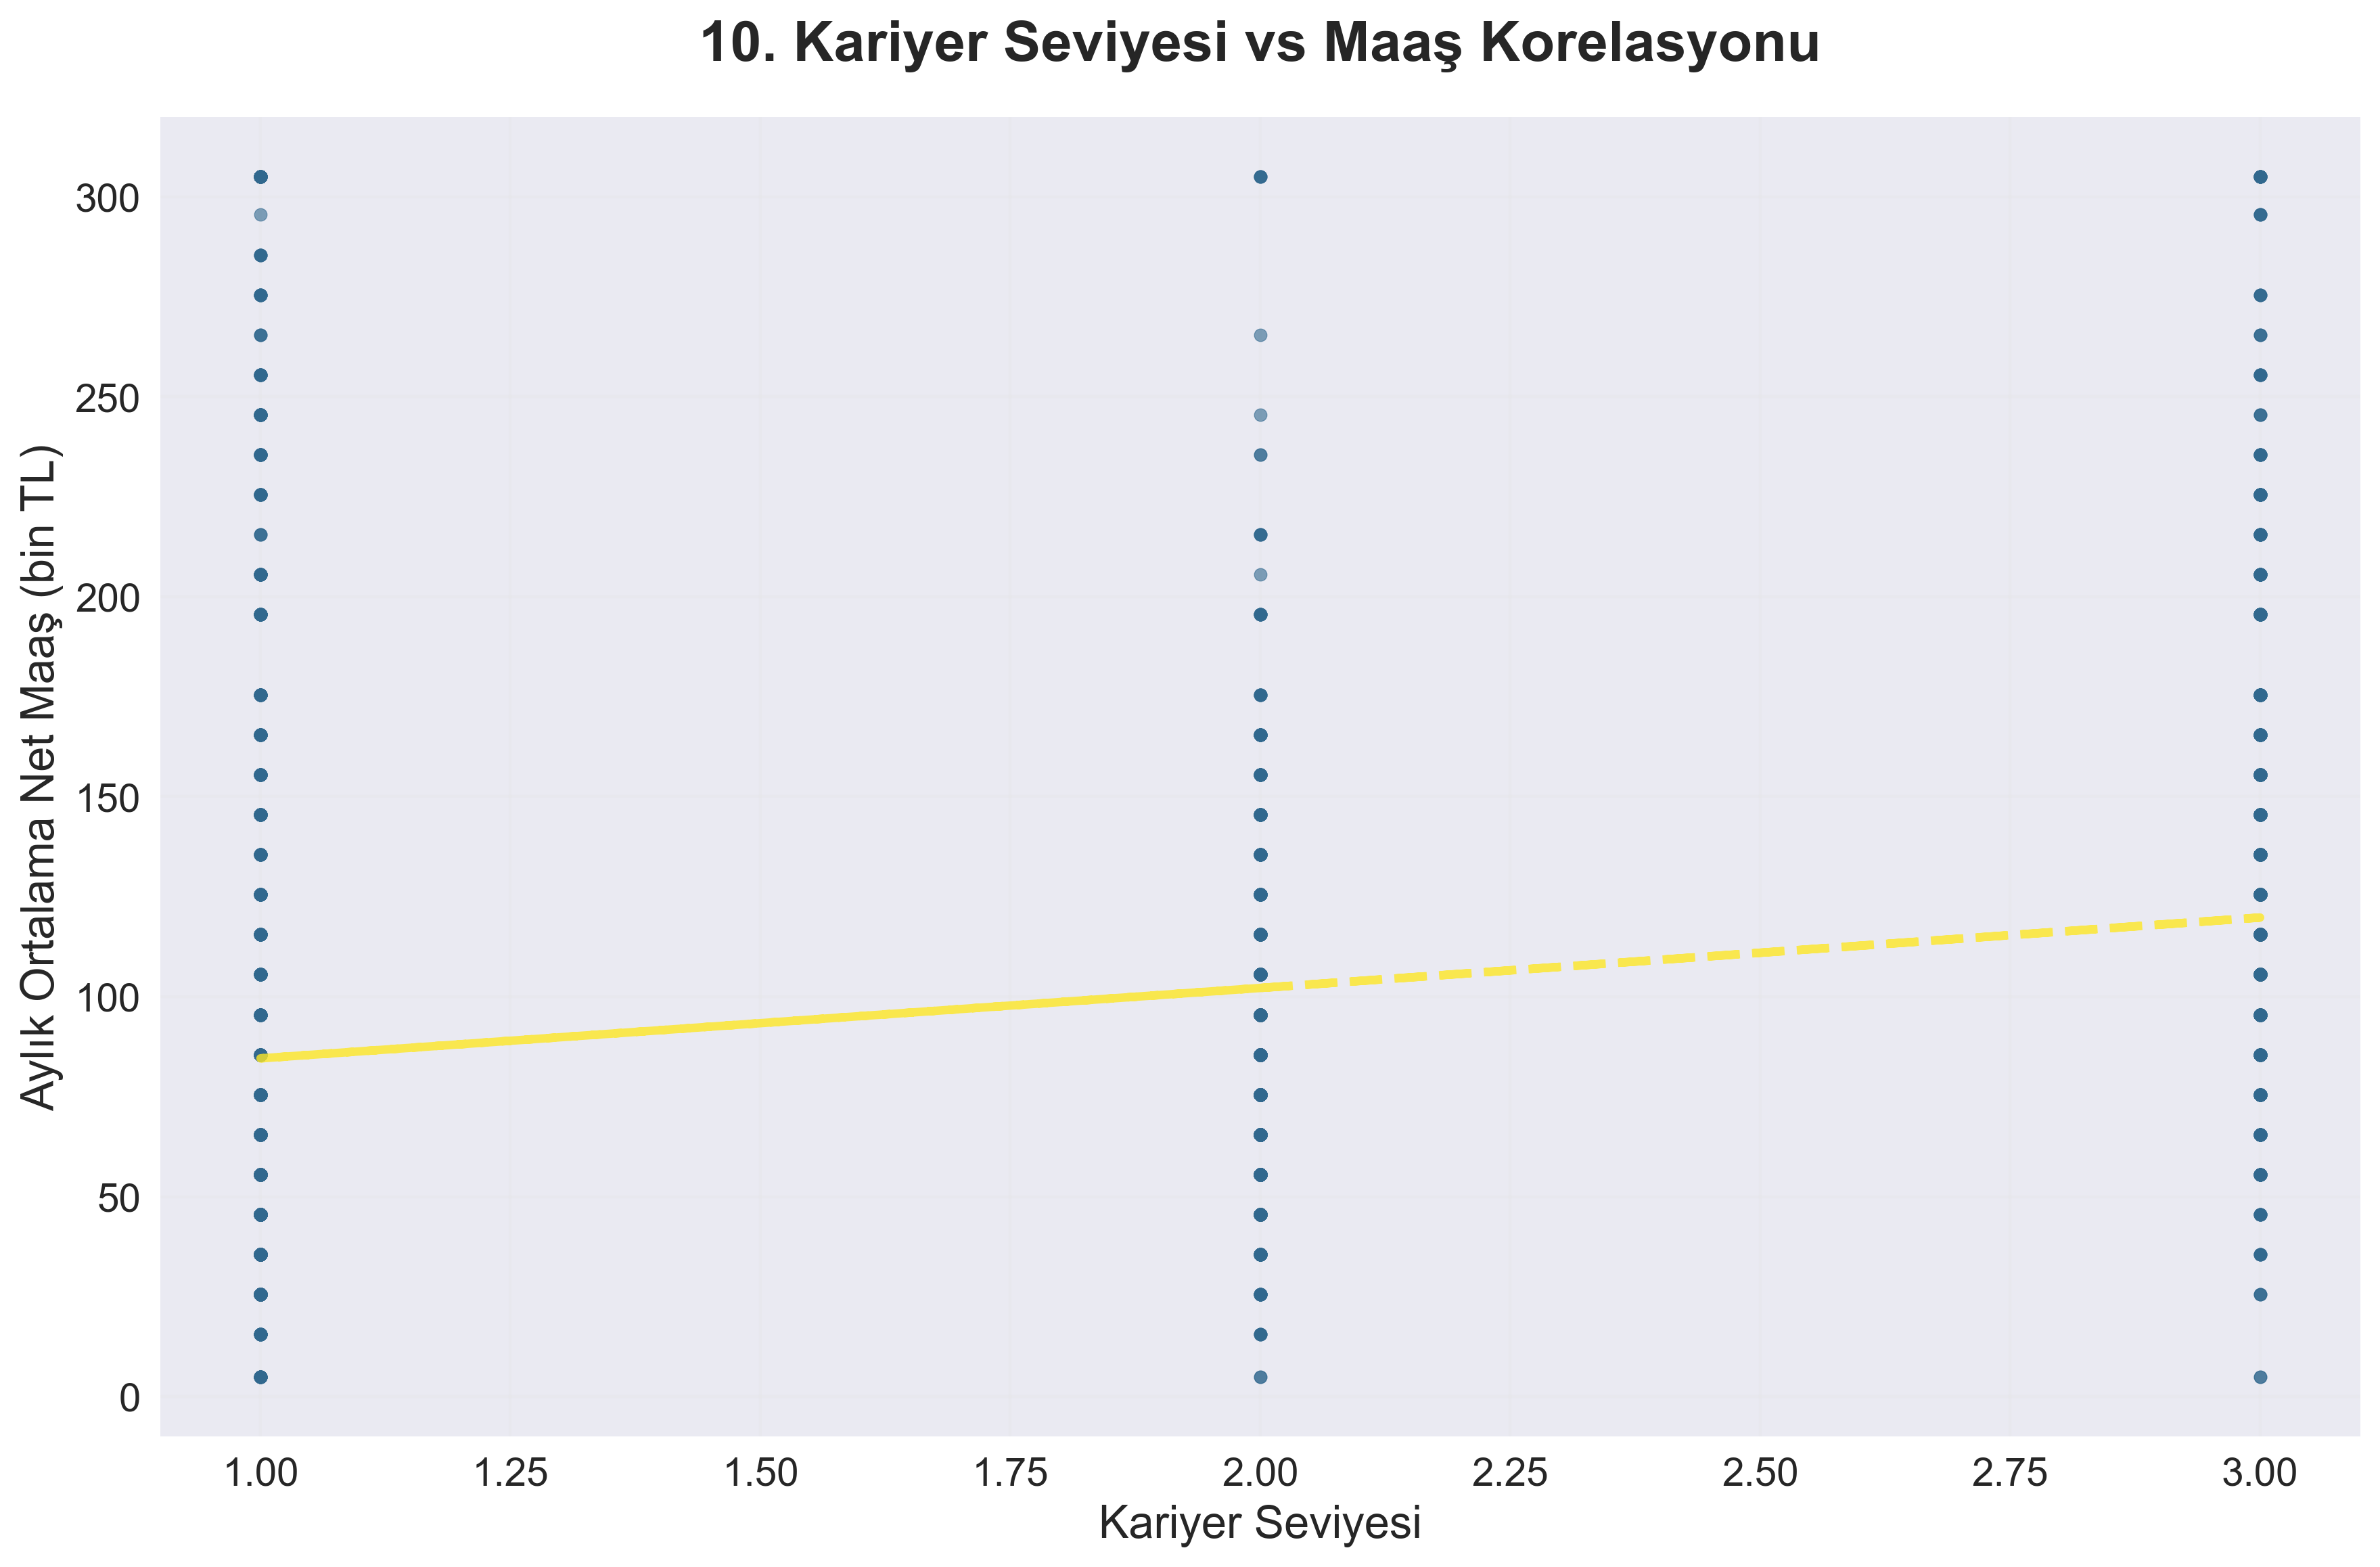 10. Kariyer Seviyesi vs Maaş Korelasyonu
Aylık Ortalama Net Maaş (bin TL)
300
250
200
150
100
50
0
1.00 1.25 1.50 1.75 2.00 2.25 2.50 2.75 3.00
Kariyer Seviyesi